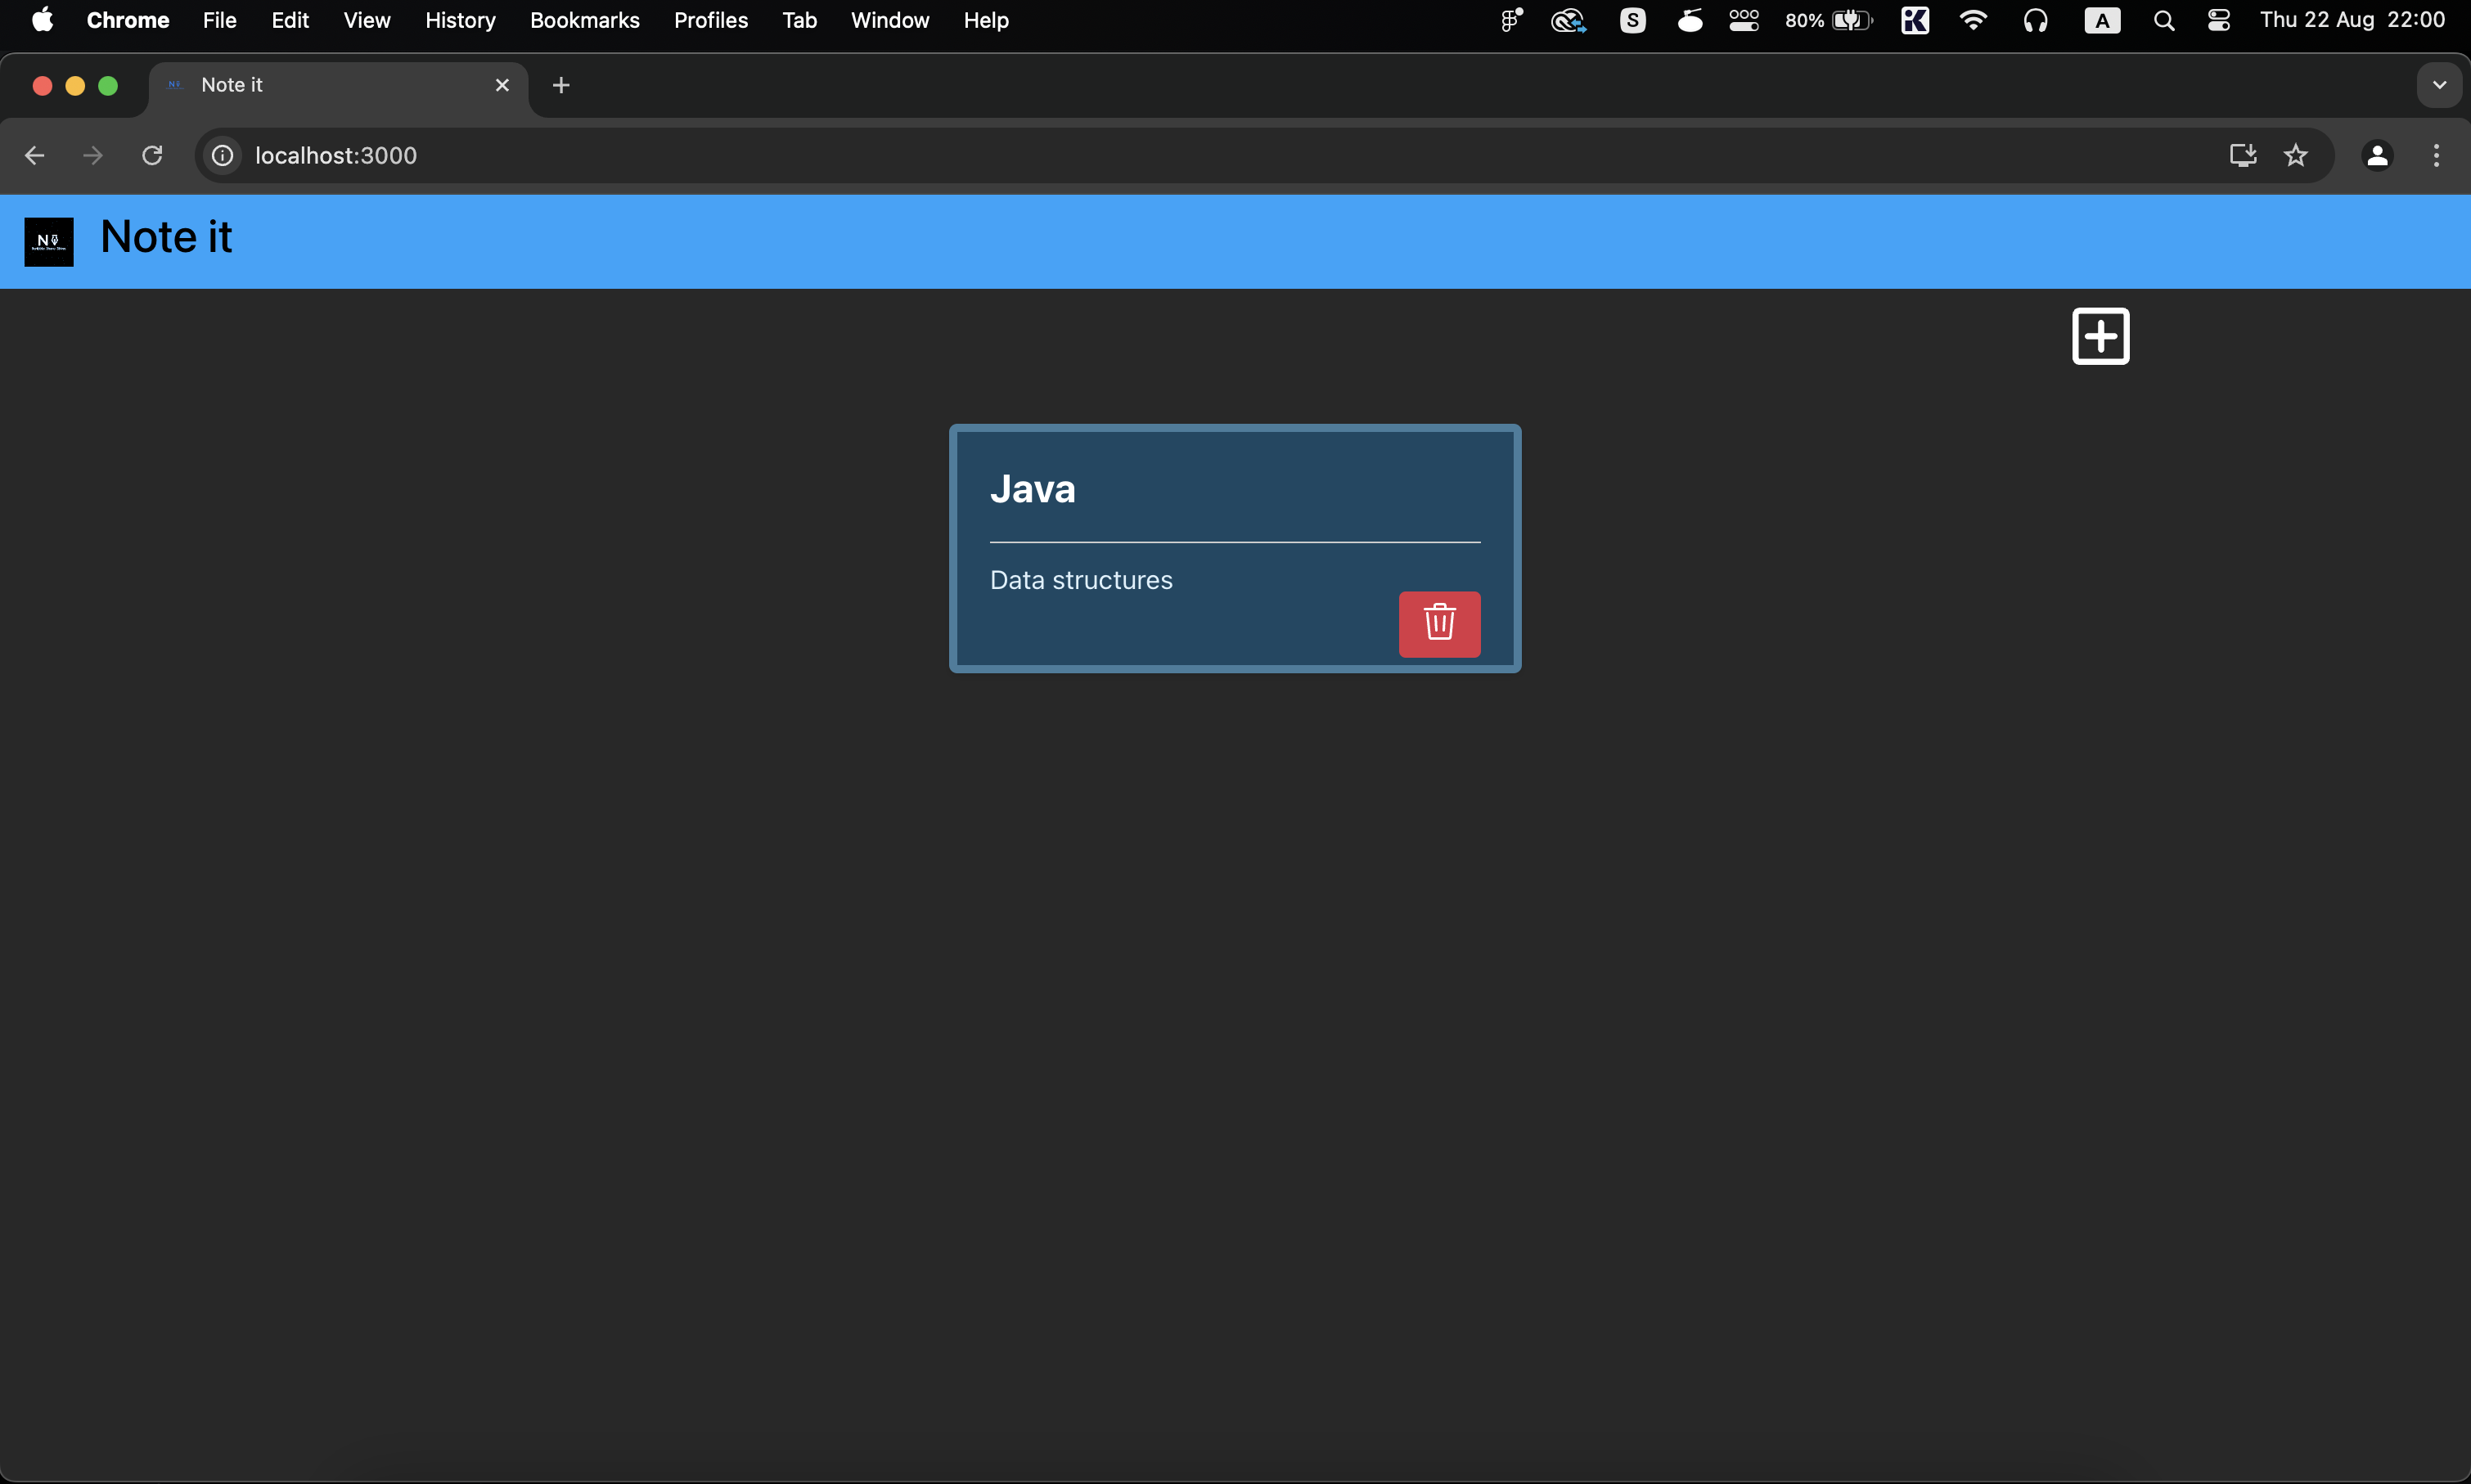 Chrome File Edit View History Bookmarks Profiles Tab Window Help S 80% A Thu 22 Aug 22:00
Note it
localhost:3000
Note it
Java
Data structures